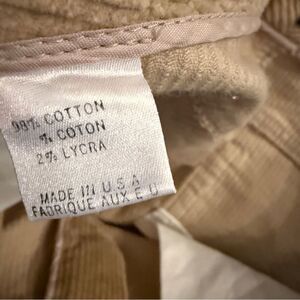 98% COTTON
% COTON
2% LYCRA
MADE IN U S A
FABRIQUE AUX E U